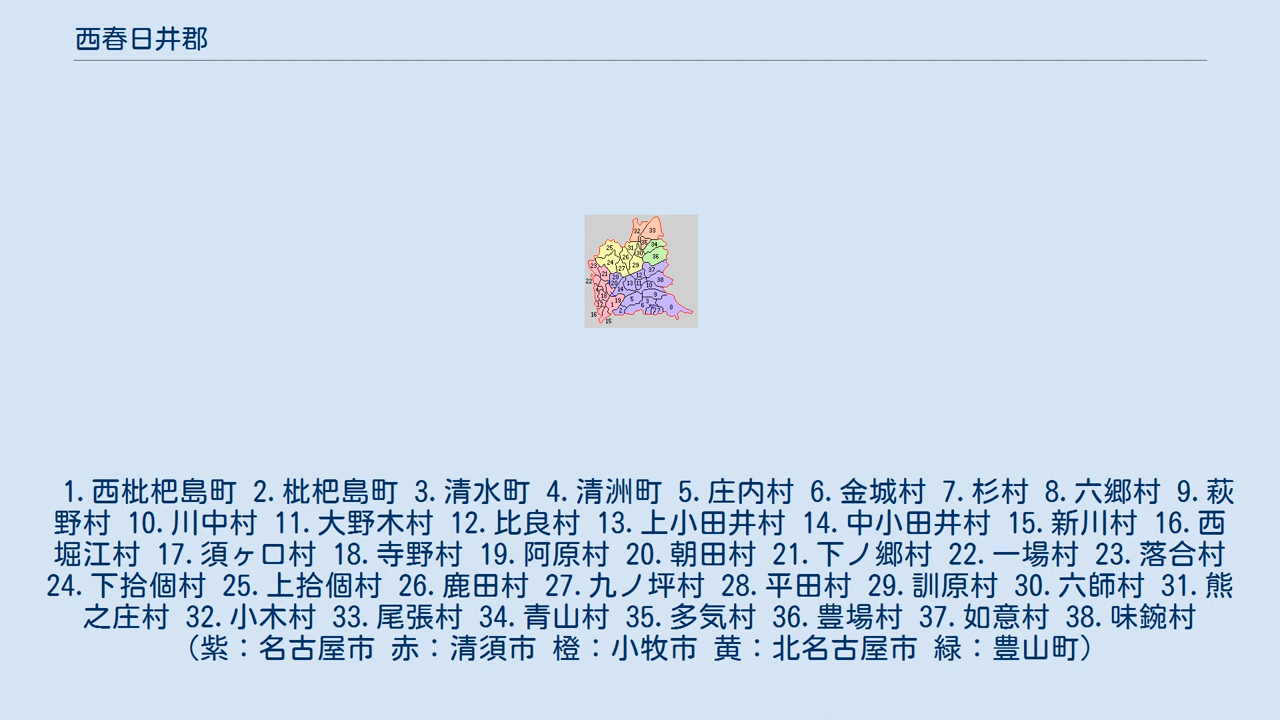 西春日井郡
1.西枇杷島町 2.枇杷島町 3.清水町 4.清洲町 5.庄内村 6.金城村 7.杉村 8.六郷村 9.萩
野村 10.川中村 11.大野木村 12.比良村 13.上小田井村 14.中小田井村 15.新川村 16.西
堀江村 17.須ヶ口村 18.寺野村 19.阿原村 20.朝田村 21.下ノ郷村 22.一場村 23.落合村
24.下拾個村 25.上拾個村 26.鹿田村 27.九ノ坪村 28.平田村 29.訓原村 30.六師村 31.熊
之庄村 32.小木村 33.尾張村 34.青山村 35.多気村 36.豊場村 37.如意村 38.味鋺村
(紫：名古屋市 赤：清須市 橙：小牧市 黄：北名古屋市 緑：豊山町)